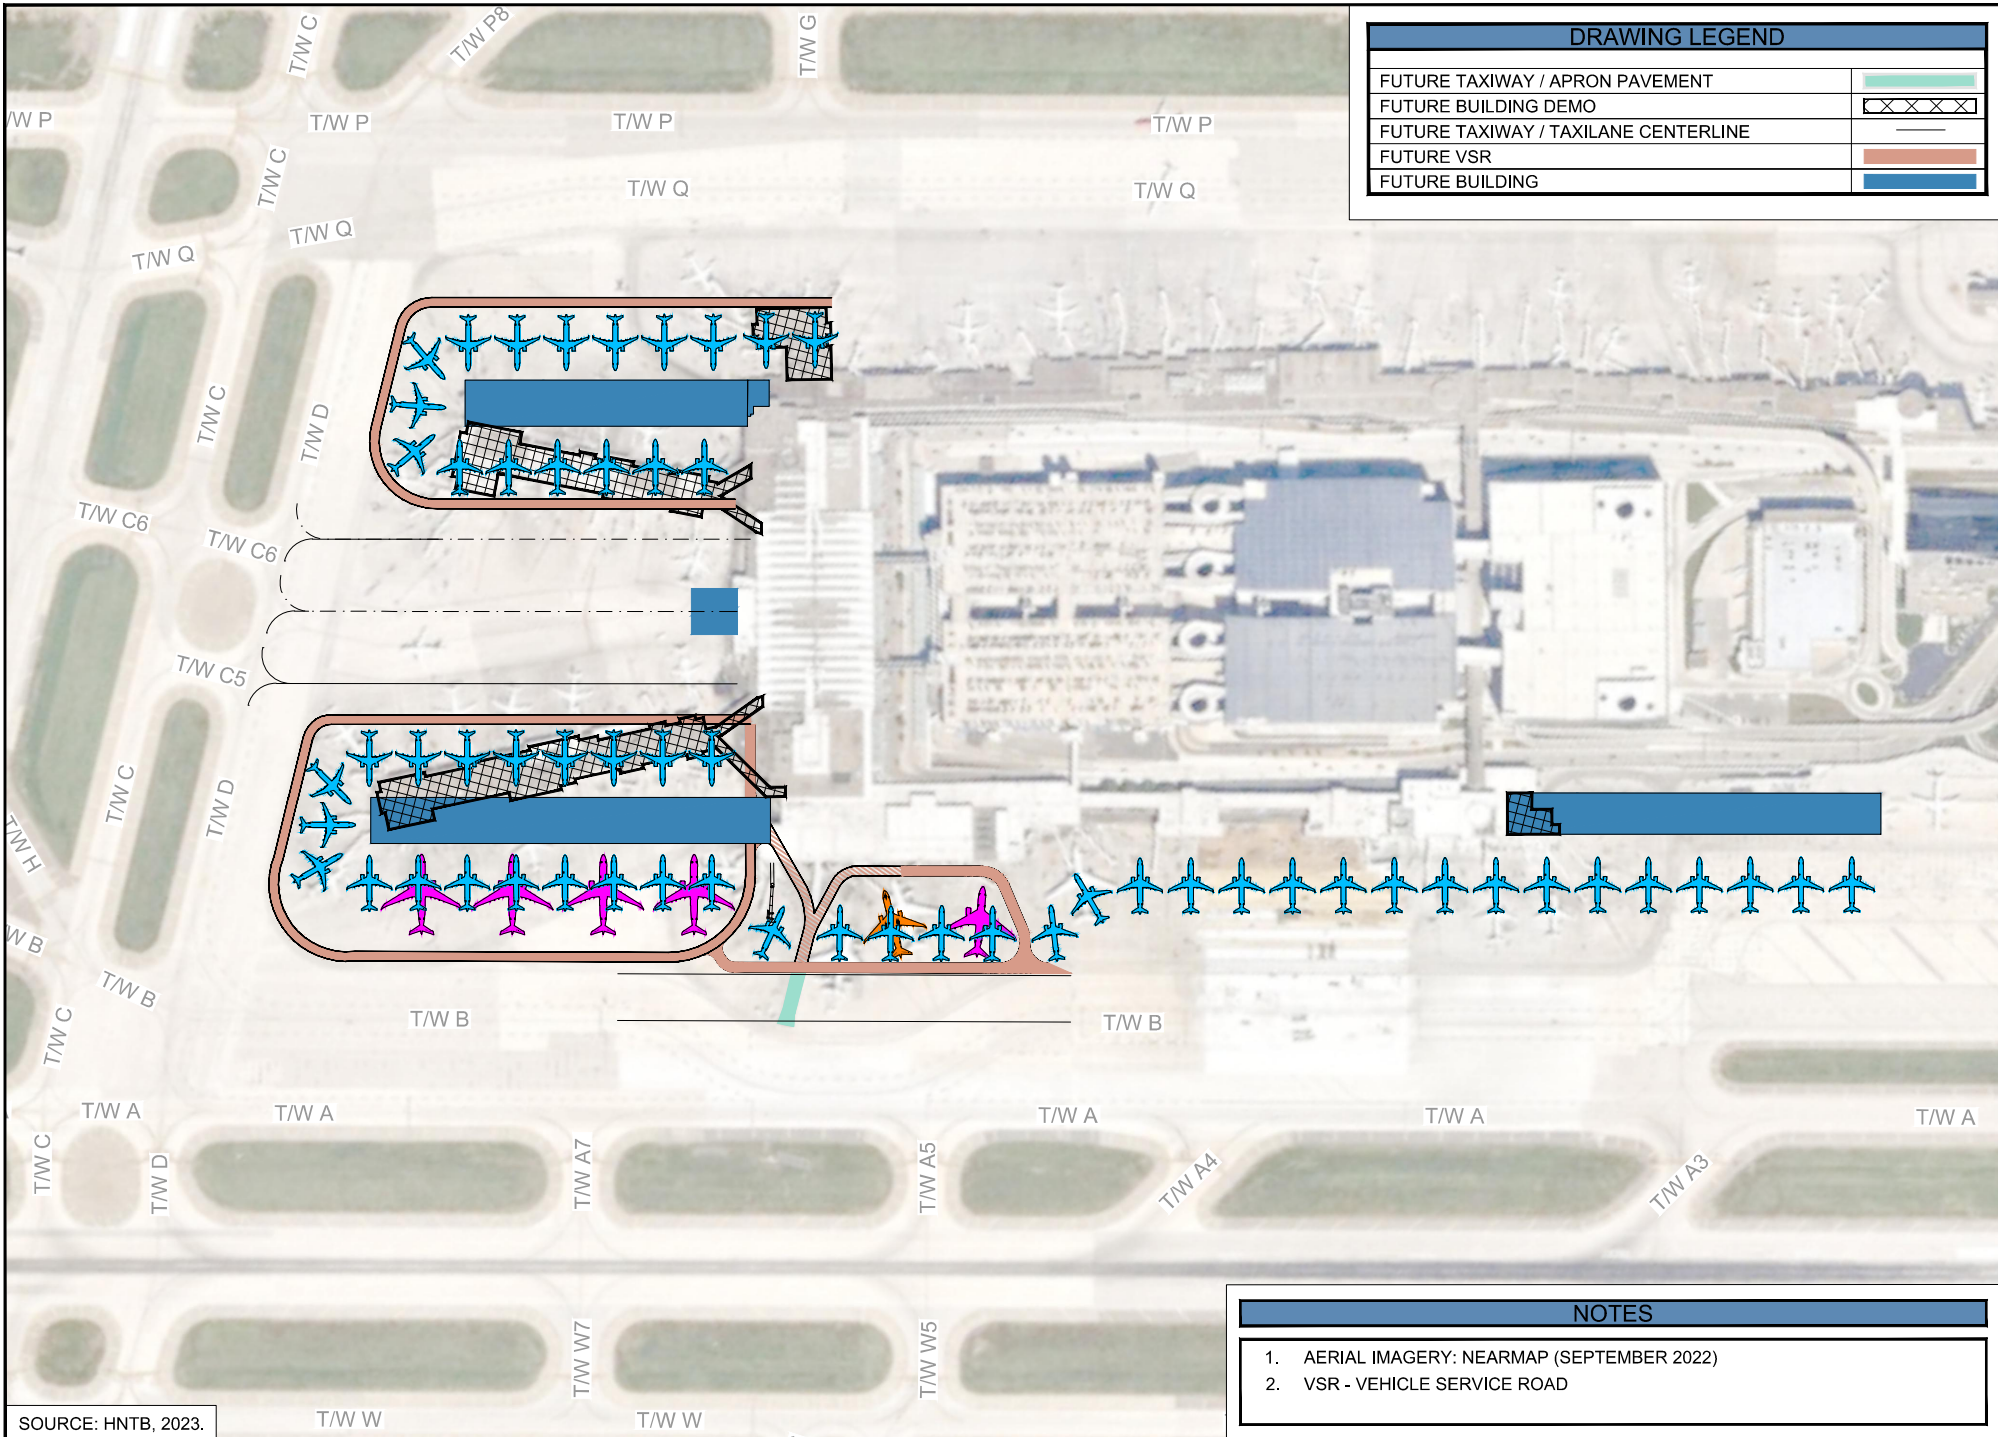 T/W C
T/W P8
T/W G
DRAWING LEGEND
FUTURE TAXIWAY / APRON PAVEMENT
FUTURE BUILDING DEMO
FUTURE TAXIWAY / TAXILANE CENTERLINE
FUTURE VSR
FUTURE BUILDING
/W P
T/W P
T/W P
T/W P
T/W C
T/W Q
T/W Q
T/W Q
T/W Q
T/W C
T/W D
T/W C6
T/W C6
T/W C5
T/W C
T/W D
T/W H
W B
T/W B
T/W C
T/W B
T/W B
T/W A
T/W A
T/W A
T/W A
T/W A
T/W C
T/W D
T/W A7
T/W A5
T/W A4
T/W A3
T/W W7
T/W W5
NOTES
1. AERIAL IMAGERY: NEARMAP (SEPTEMBER 2022)
2. VSR - VEHICLE SERVICE ROAD
T/W W
T/W W
SOURCE: HNTB, 2023.